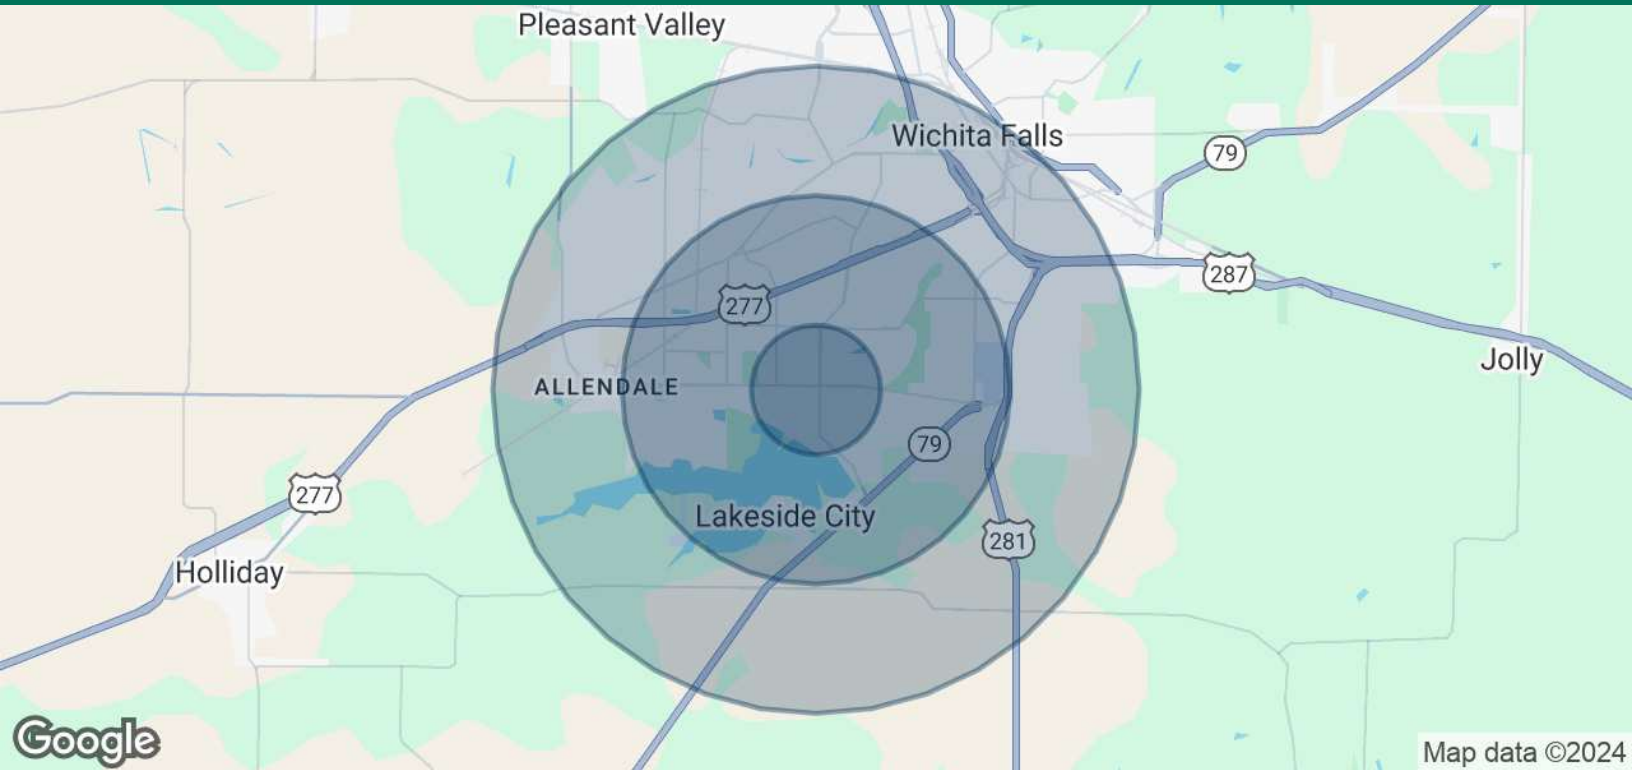 Pleasant Valley
Wichita Falls
79
287
277
Jolly
ALLENDALE
79
277
Lakeside City
281
Holliday
Google
Map data ©2024